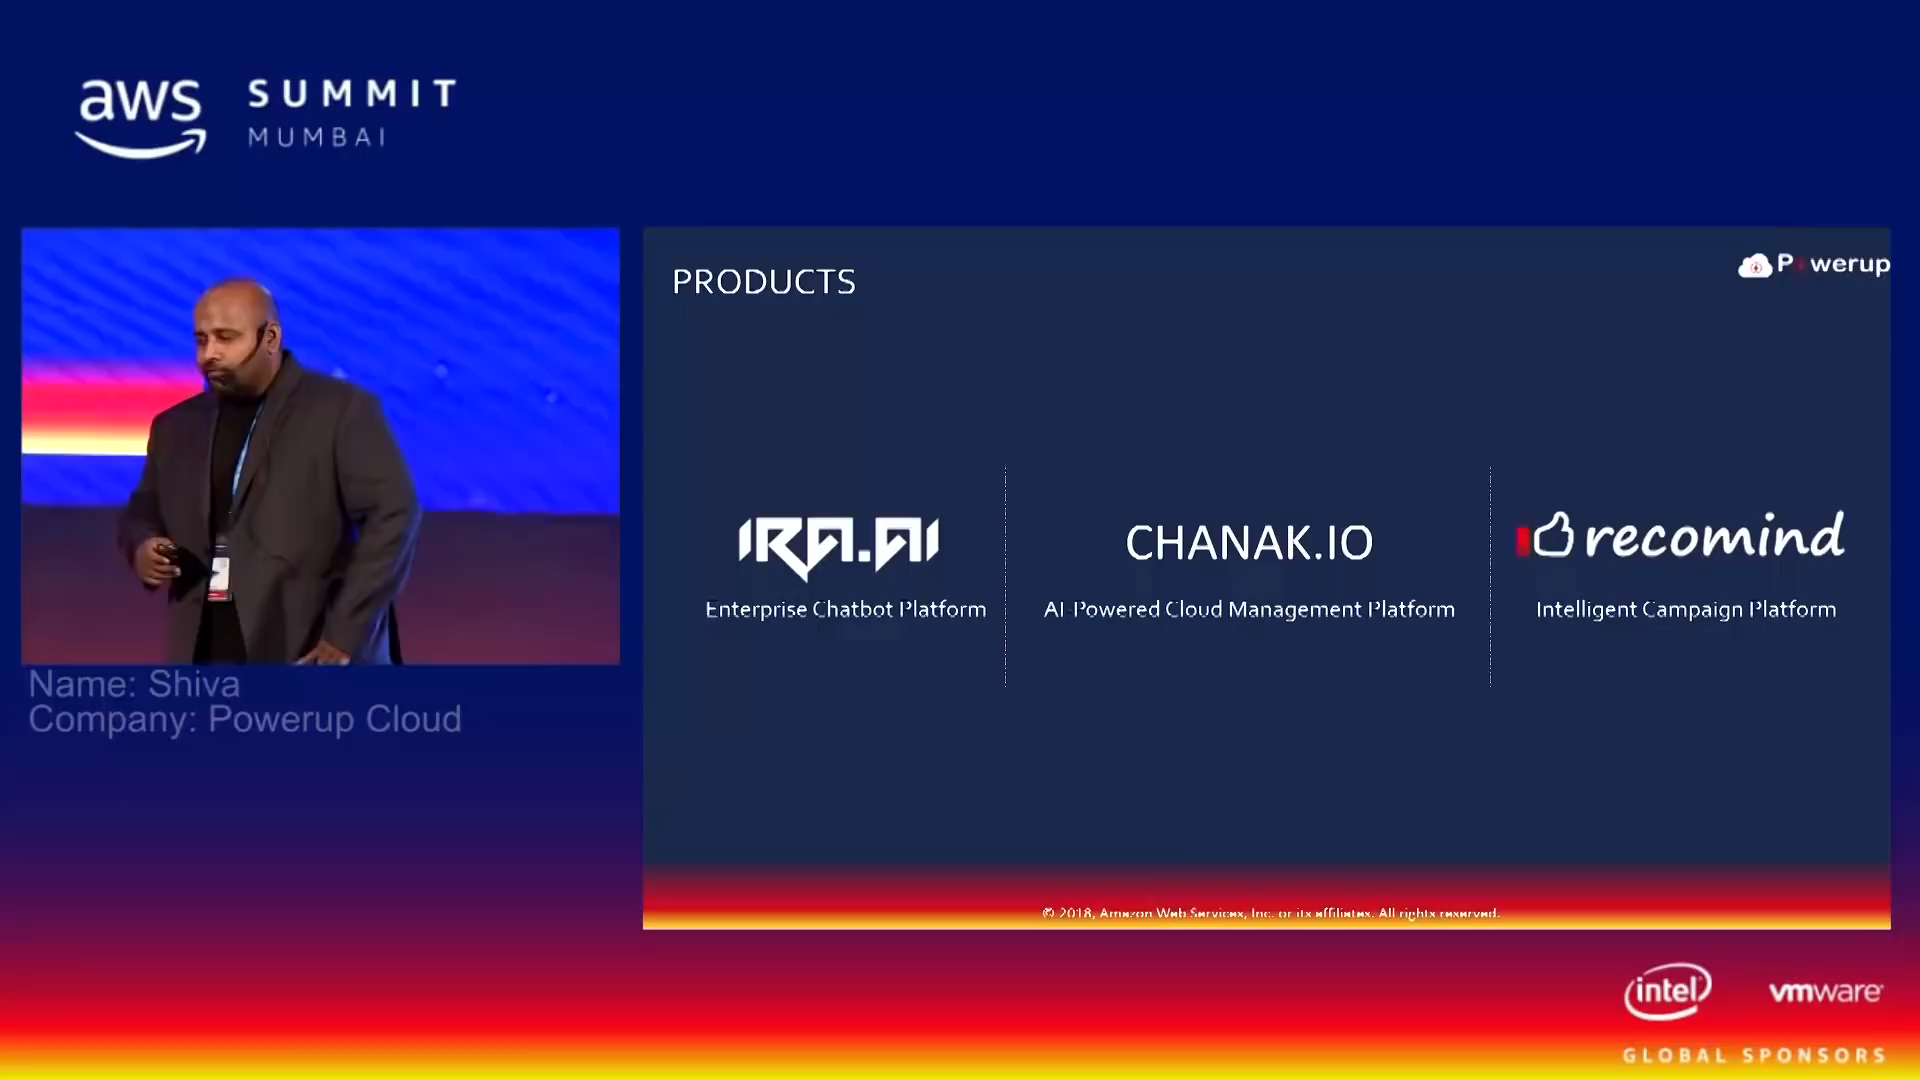 aws SUMMIT
MUMBAI
PRODUCTS
Powerup
IRA.AI
Enterprise Chatbot Platform
CHANAK.IO
AI-Powered Cloud Management Platform
recomind
Intelligent Campaign Platform
Name: Shiva
Company: Powerup Cloud
© 2018, Amazon Web Services, Inc. or its affiliates. All rights reserved.
intel
vmware
GLOBAL SPONSORS